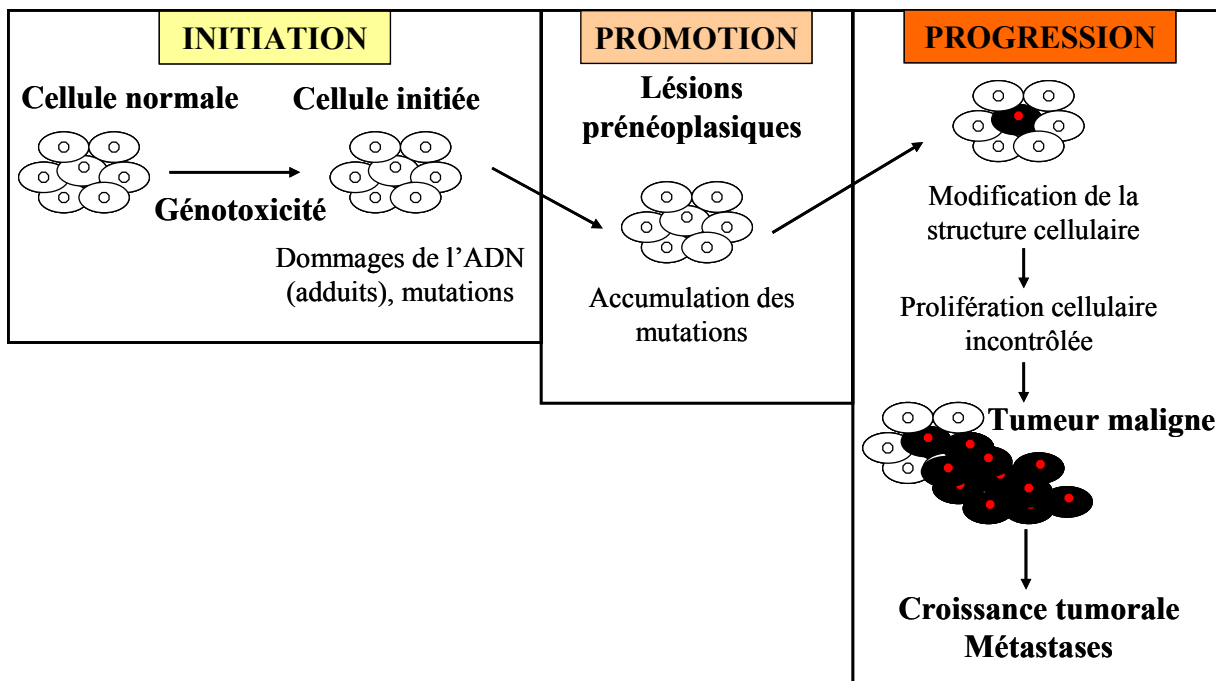 INITIATION
Cellule normale
Cellule initiée
Génotoxicité
Dommages de l’ADN
(adduits), mutations
PROMOTION
Lésions
prénéoplasiques
Accumulation des
mutations
PROGRESSION
Modification de la
structure cellulaire
Prolifération cellulaire
incontrôlée
Tumeur maligne
Croissance tumorale
Métastases